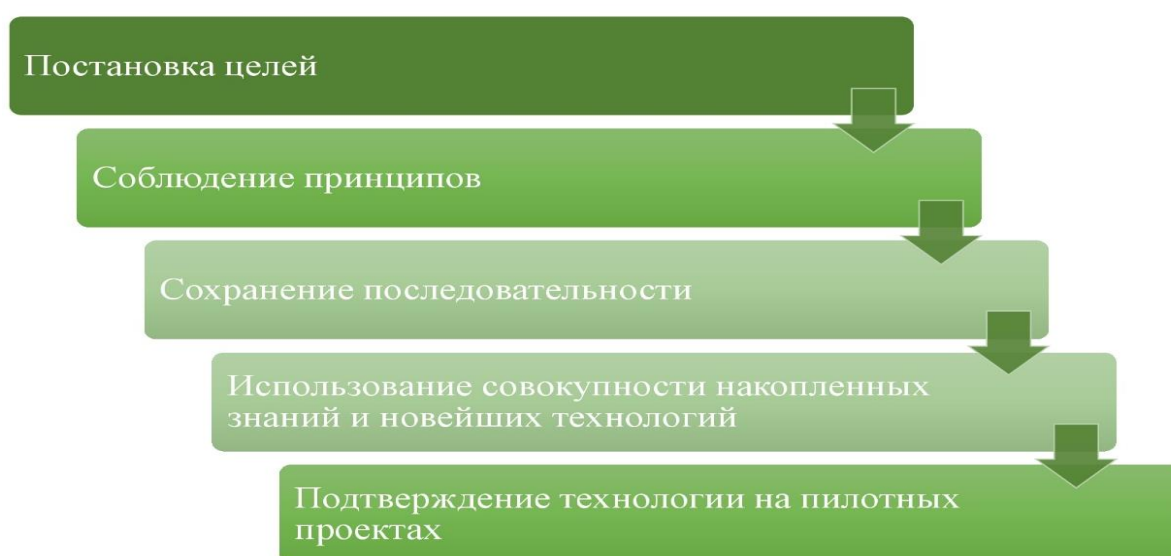 Постановка целей
Соблюдение принципов
Сохранение последовательности
Использование совокупности накопленных
знаний и новейших технологий
Подтверждение технологии на пилотных
проектах